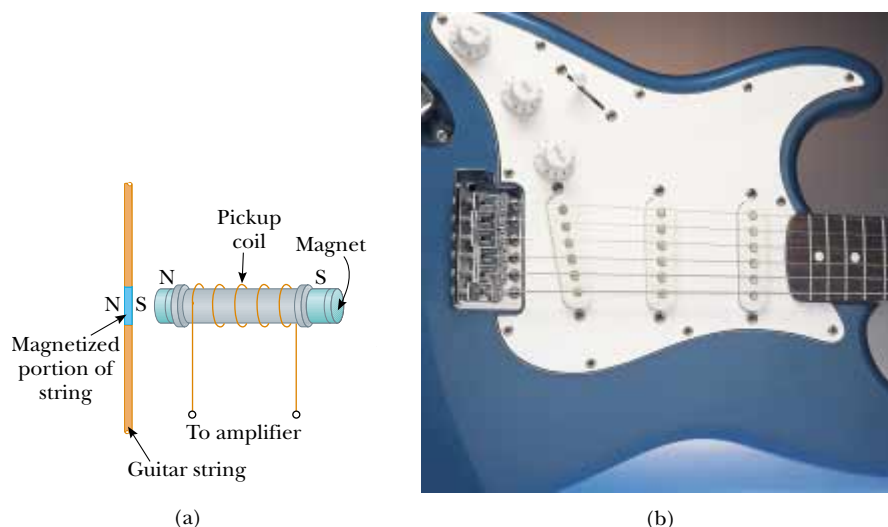 Pickup
coil
Magnet
N
S
N S
Magnetized
portion of
string
To amplifier
Guitar string
(a)
(b)